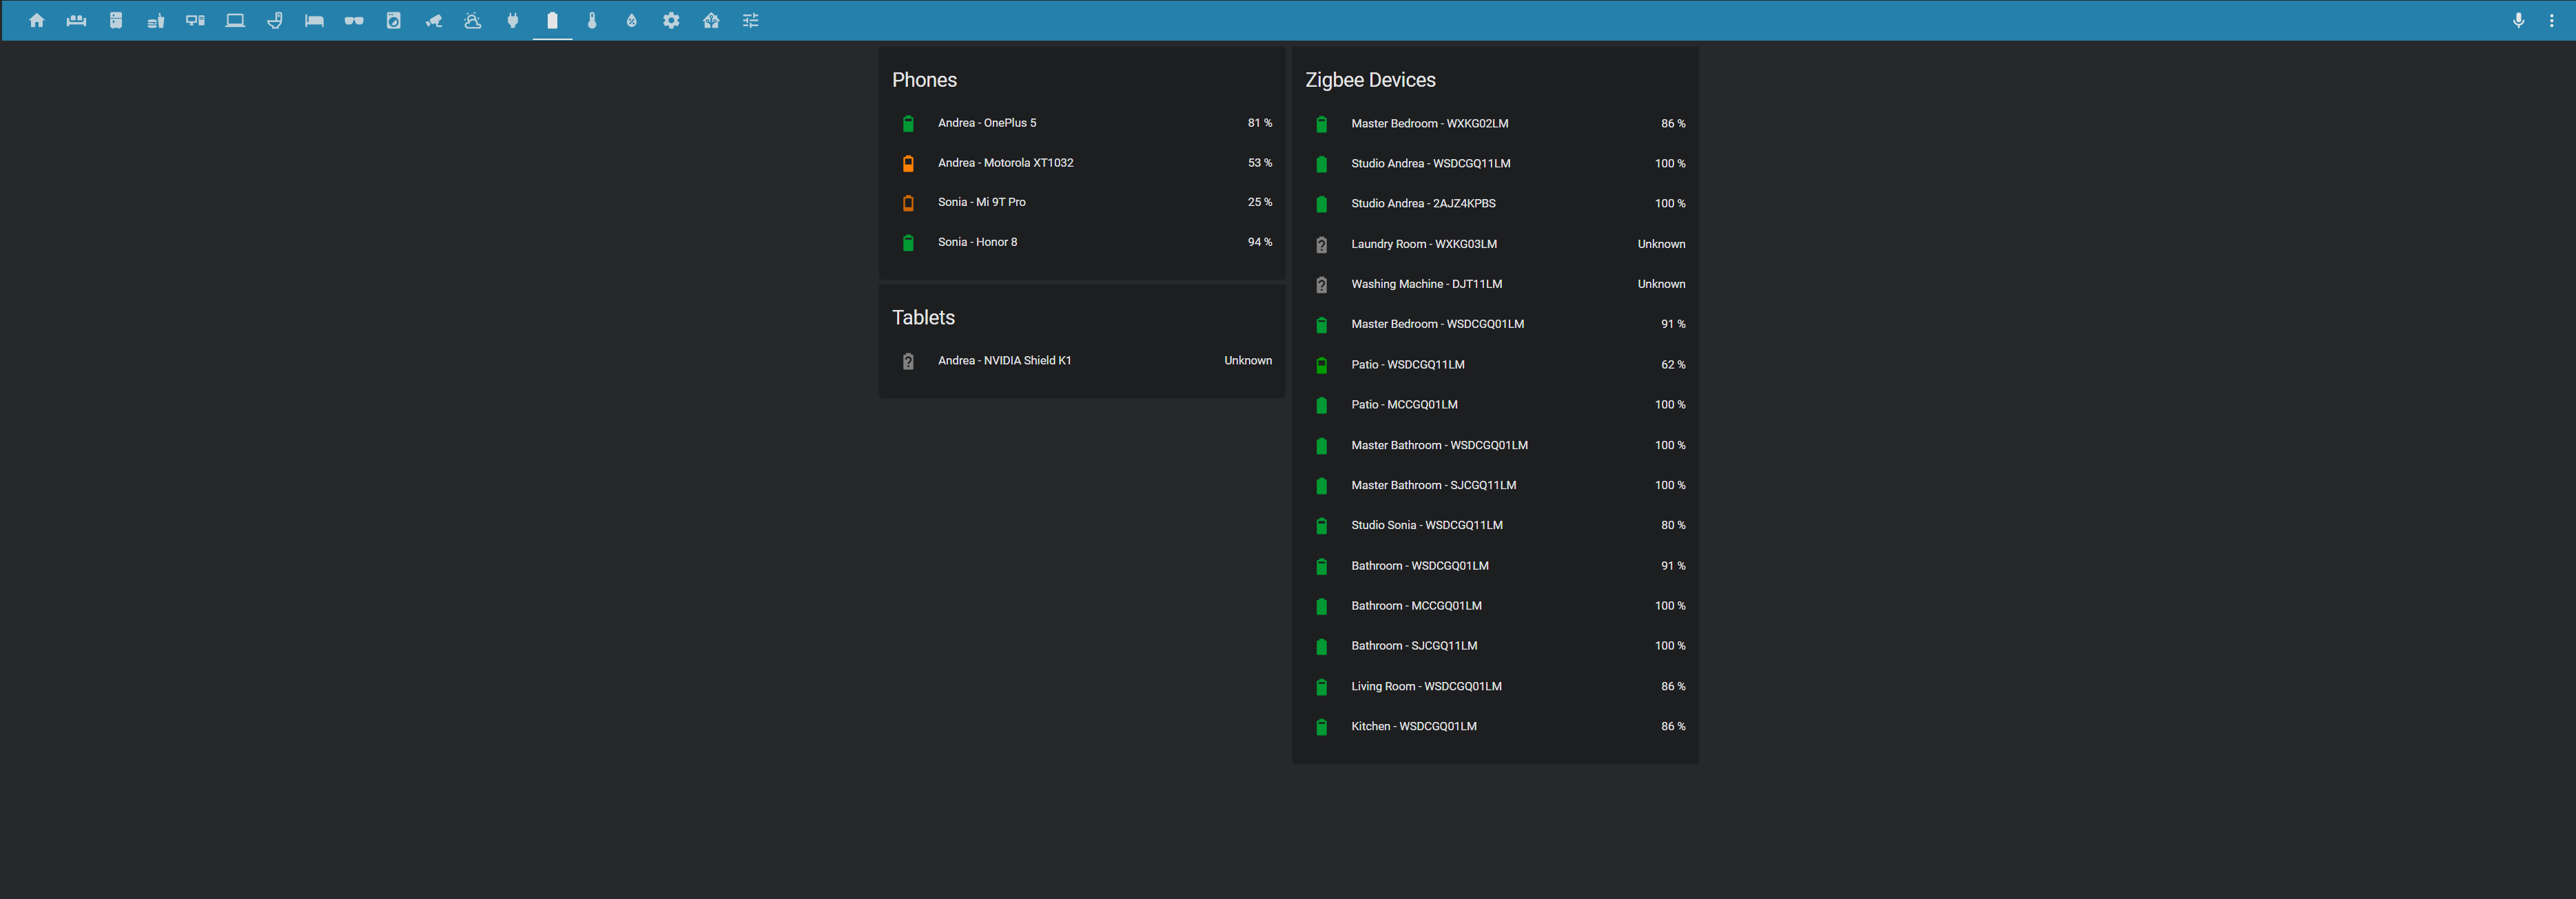 Phones
Andrea - OnePlus 5 81 %
Andrea - Motorola XT1032 53 %
Sonia - Mi 9T Pro 25 %
Sonia - Honor 8 94 %
Tablets
Andrea - NVIDIA Shield K1 Unknown
Zigbee Devices
Master Bedroom - WXKG02LM 86 %
Studio Andrea - WSDCGQ11LM 100 %
Studio Andrea - 2AJZ4KPBS 100 %
Laundry Room - WXKG03LM Unknown
Washing Machine - DJT11LM Unknown
Master Bedroom - WSDCGQ01LM 91 %
Patio - WSDCGQ11LM 62 %
Patio - MCCGQ01LM 100 %
Master Bathroom - WSDCGQ01LM 100 %
Master Bathroom - SJCGQ11LM 100 %
Studio Sonia - WSDCGQ11LM 80 %
Bathroom - WSDCGQ01LM 91 %
Bathroom - MCCGQ01LM 100 %
Bathroom - SJCGQ11LM 100 %
Living Room - WSDCGQ01LM 86 %
Kitchen - WSDCGQ01LM 86 %